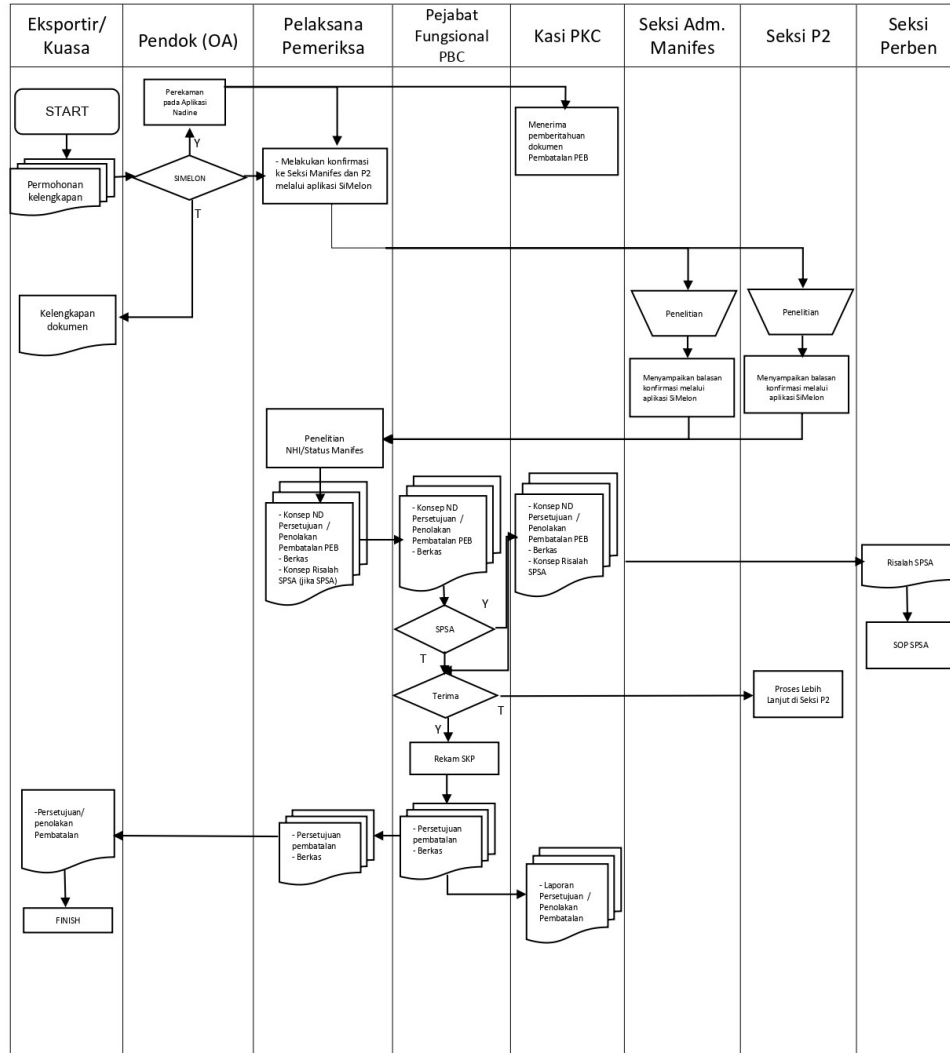 Eksportir/
Kuasa
Pendok (OA)
Pelaksana
Pemeriksa
Pejabat
Fungsional
PBC
Kasi PKC
Seksi Adm.
Manifes
Seksi P2
Seksi
Perben
START
Perekaman
pada Aplikasi
Nadine
Menerima
pemberitahuan
dokumen
Pembatalan PEB
Y
Permohonan
kelengkapan
SIMELON
- Melakukan konfirmasi
ke Seksi Manifes dan P2
melalui aplikasi SiMelon
T
Kelengkapan
dokumen
Penelitian
Penelitian
Menyampaikan balasan
konfirmasi melalui
aplikasi SiMelon
Menyampaikan balasan
konfirmasi melalui
aplikasi SiMelon
Penelitian
NHI/Status Manifes
- Konsep ND
Persetujuan /
Penolakan
Pembatalan PEB
- Berkas
- Konsep Risalah
SPSA (jika SPSA)
- Konsep ND
Persetujuan /
Penolakan
Pembatalan PEB
- Berkas
- Konsep ND
Persetujuan /
Penolakan
Pembatalan PEB
- Berkas
- Konsep Risalah
SPSA
Risalah SPSA
Y
SPSA
SOP SPSA
T
Terima
T
Proses Lebih
Lanjut di Seksi P2
Y
Rekam SKP
-Persetujuan/
penolakan
Pembatalan
- Persetujuan
pembatalan
- Berkas
- Persetujuan
pembatalan
- Berkas
- Laporan
Persetujuan /
Penolakan
Pembatalan
FINISH